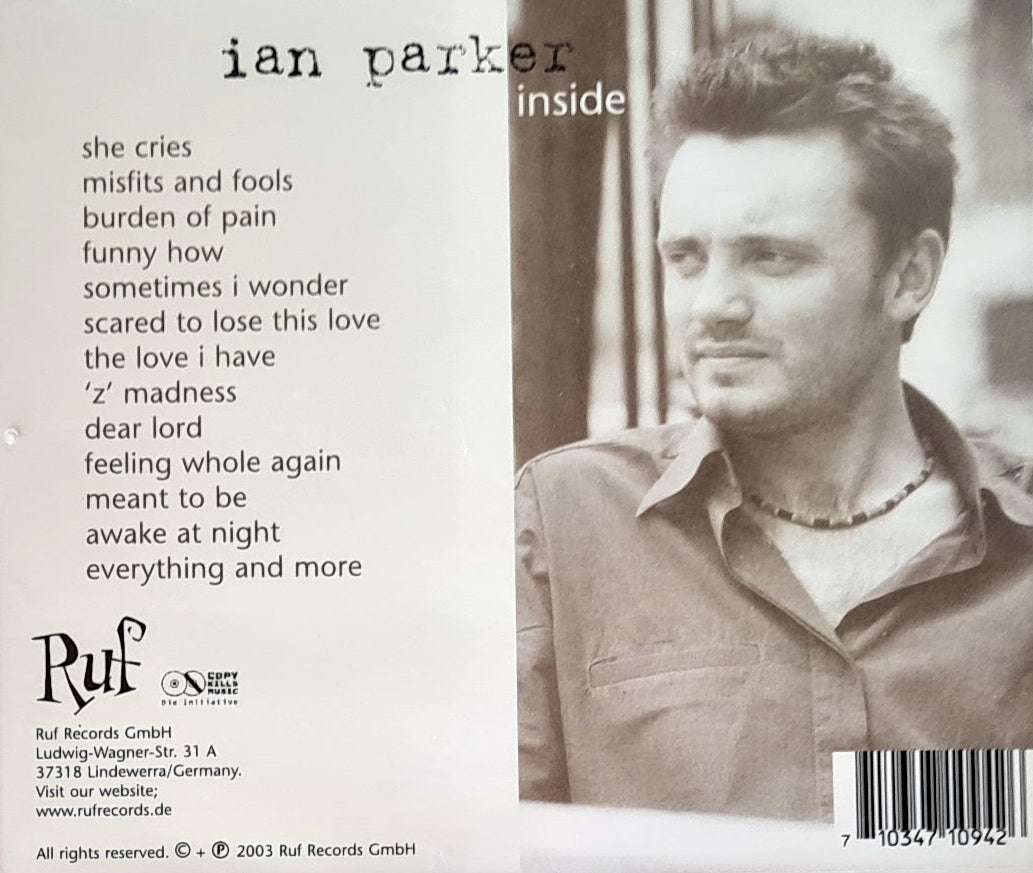 ian parker
inside
she cries
misfits and fools
burden of pain
funny how
sometimes i wonder
scared to lose this love
the love i have
‘z’ madness
dear lord
feeling whole again
meant to be
awake at night
everything and more
Ruf
COPY
KILLS
MUSIC
Die Initiative
Ruf Records GmbH
Ludwig-Wagner-Str. 31 A
37318 Lindewerra/Germany.
Visit our website;
www.rufrecords.de
All rights reserved. © + ℗ 2003 Ruf Records GmbH
7 10347 10942